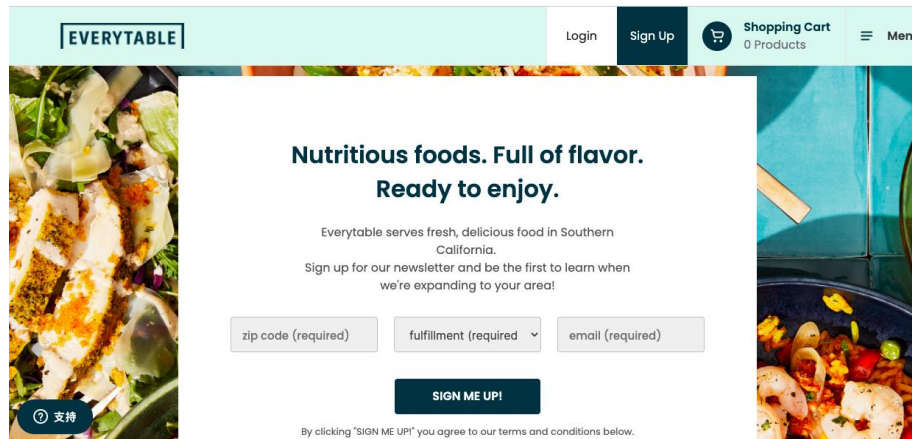 EVERYTABLE
Login
Sign Up
Shopping Cart
0 Products
Men
Nutritious foods. Full of flavor.
Ready to enjoy.
Everytable serves fresh, delicious food in Southern
California.
Sign up for our newsletter and be the first to learn when
we're expanding to your area!
zip code (required)
fulfillment (required
email (required)
SIGN ME UP!
支持
By clicking "SIGN ME UP!" you agree to our terms and conditions below.